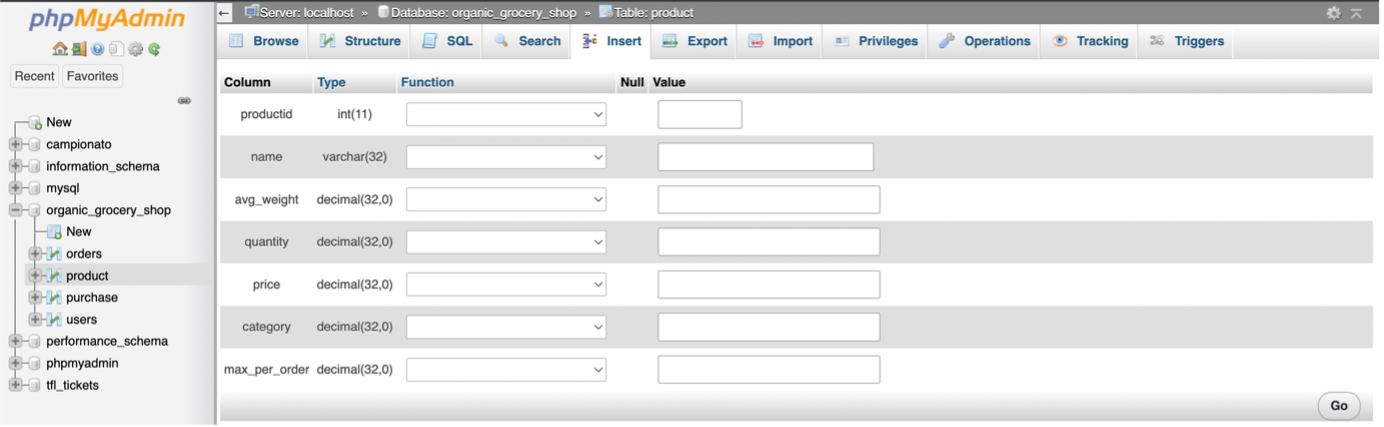 phpMyAdmin
Recent Favorites
New
campionato
information_schema
mysql
organic_grocery_shop
New
orders
product
purchase
users
performance_schema
phpmyadmin
tfl_tickets
Server: localhost » Database: organic_grocery_shop » Table: product
Browse Structure SQL Search Insert Export Import Privileges Operations Tracking Triggers
Column Type Function Null Value
productid int(11)
name varchar(32)
avg_weight decimal(32,0)
quantity decimal(32,0)
price decimal(32,0)
category decimal(32,0)
max_per_order decimal(32,0)
Go